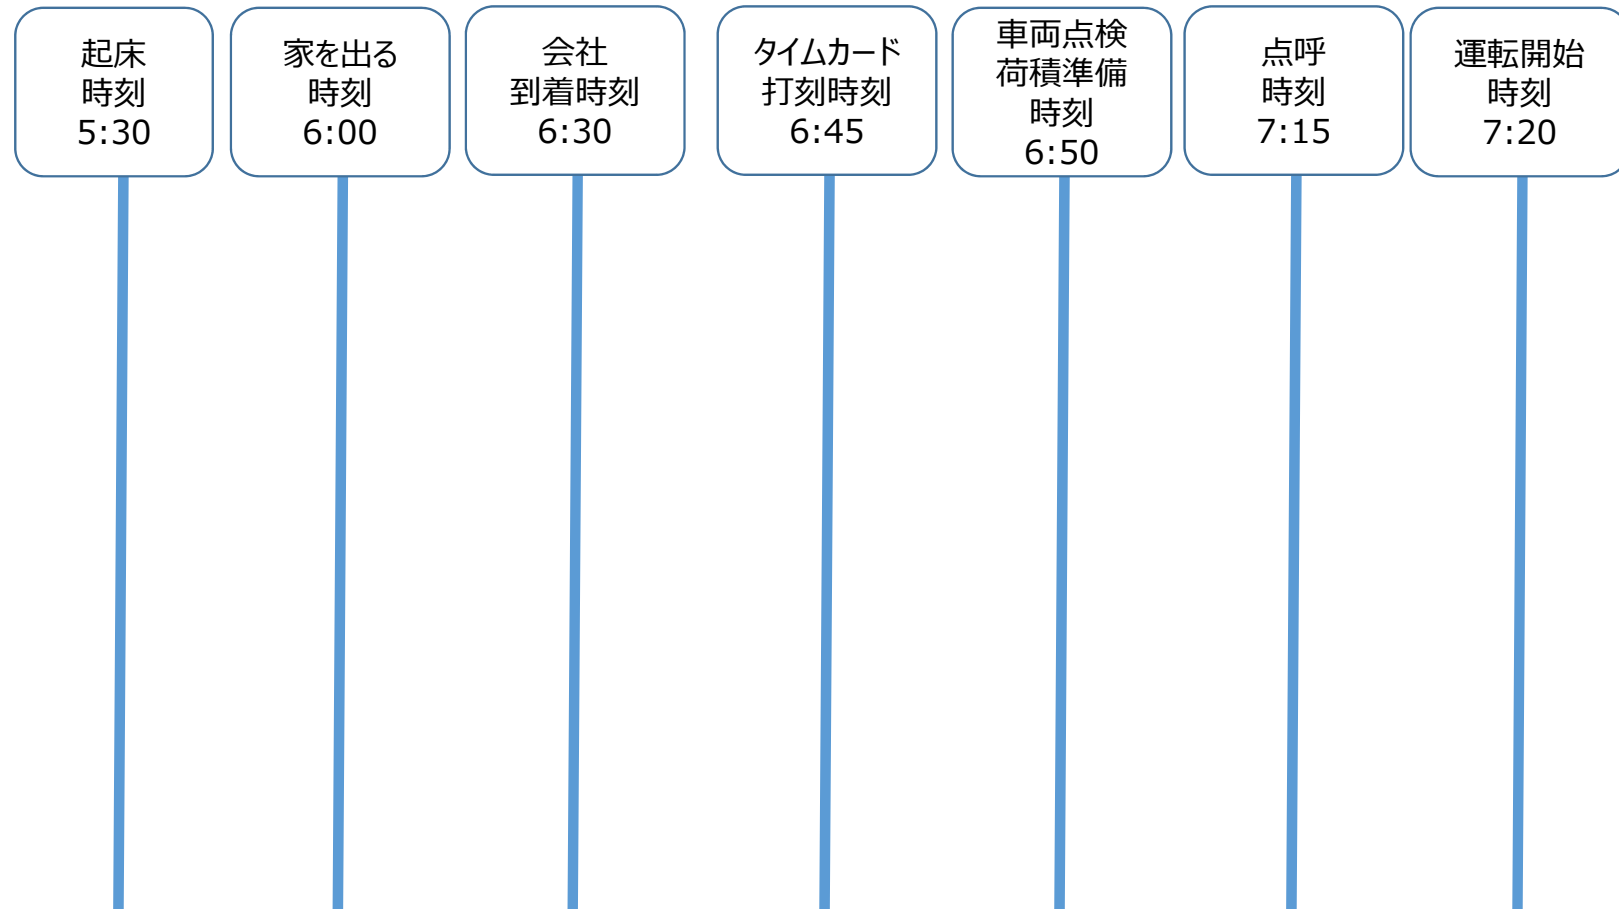 起床
時刻
5:30
家を出る
時刻
6:00
会社
到着時刻
6:30
タイムカード
打刻時刻
6:45
車両点検
荷積準備
時刻
6:50
点呼
時刻
7:15
運転開始
時刻
7:20